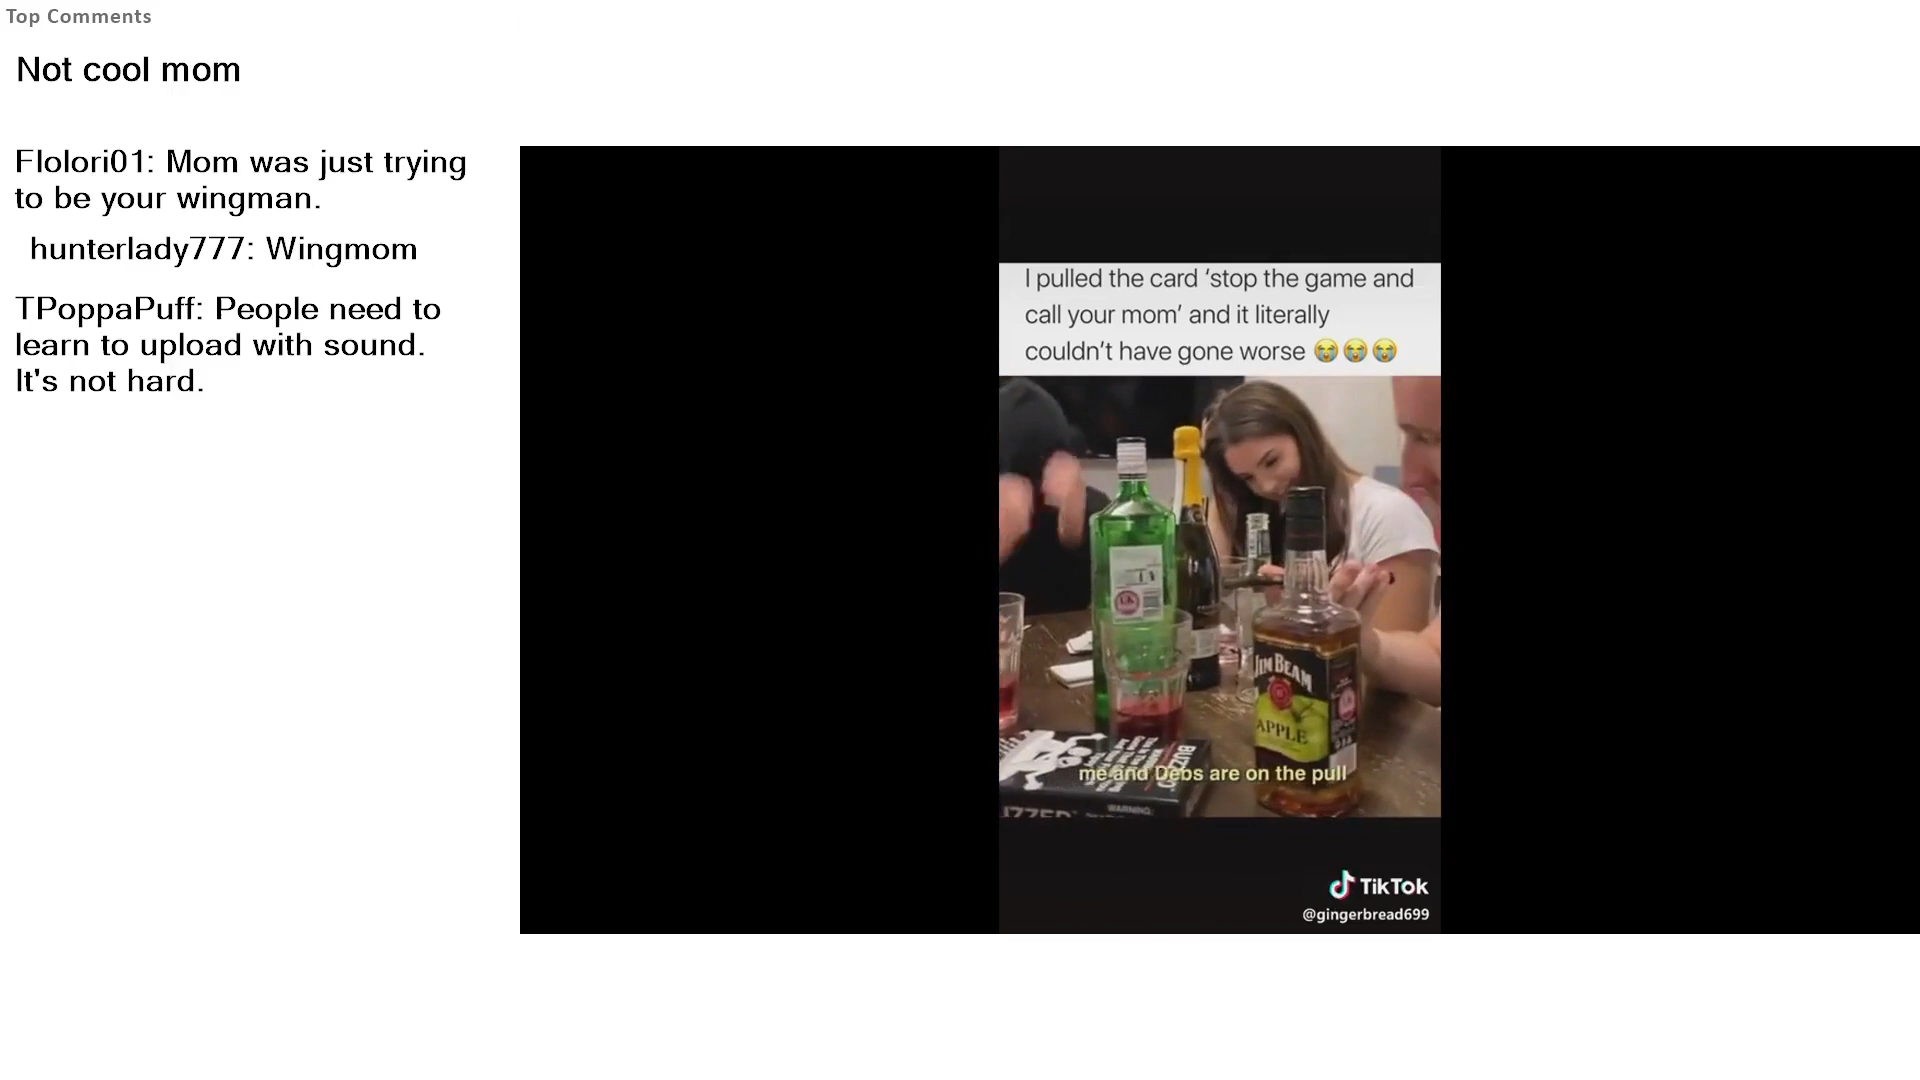 Top Comments
Not cool mom
Flolori01: Mom was just trying
to be your wingman.
hunterlady777: Wingmom
TPoppaPuff: People need to
learn to upload with sound.
It's not hard.
I pulled the card ‘stop the game and
call your mom’ and it literally
couldn’t have gone worse 😭😭😭
UK
JIM BEAM
APPLE
BUZZED
me and Debs are on the pull
WARNING:
TikTok
@gingerbread699